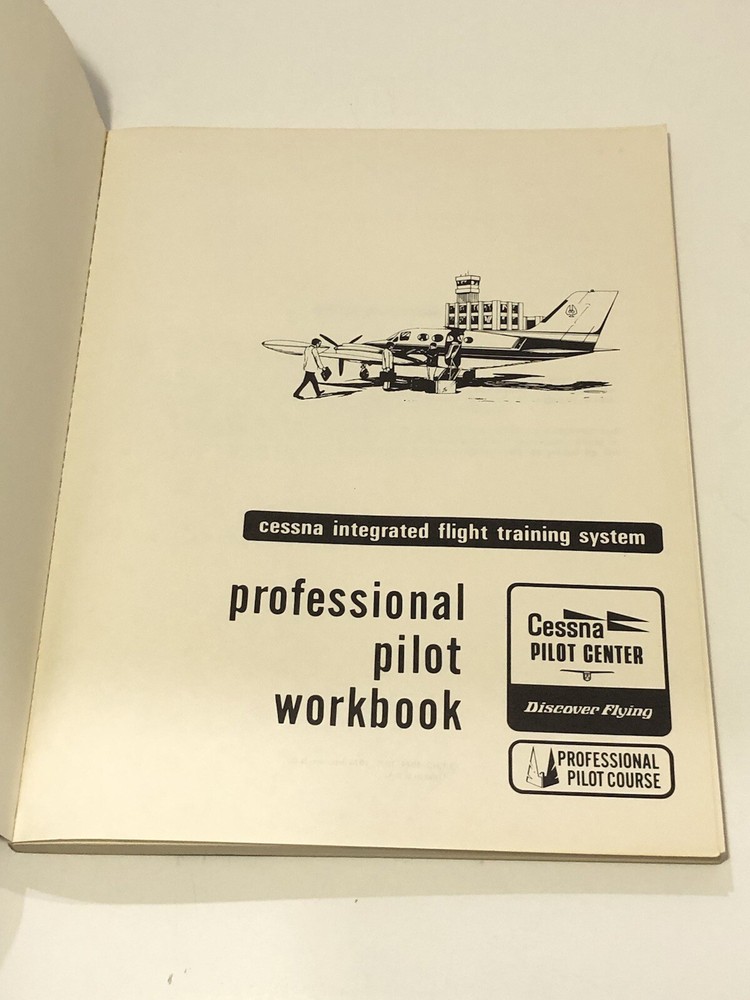 cessna integrated flight training system
professional
pilot
workbook
Cessna
PILOT CENTER
Discover Flying
PROFESSIONAL
PILOT COURSE